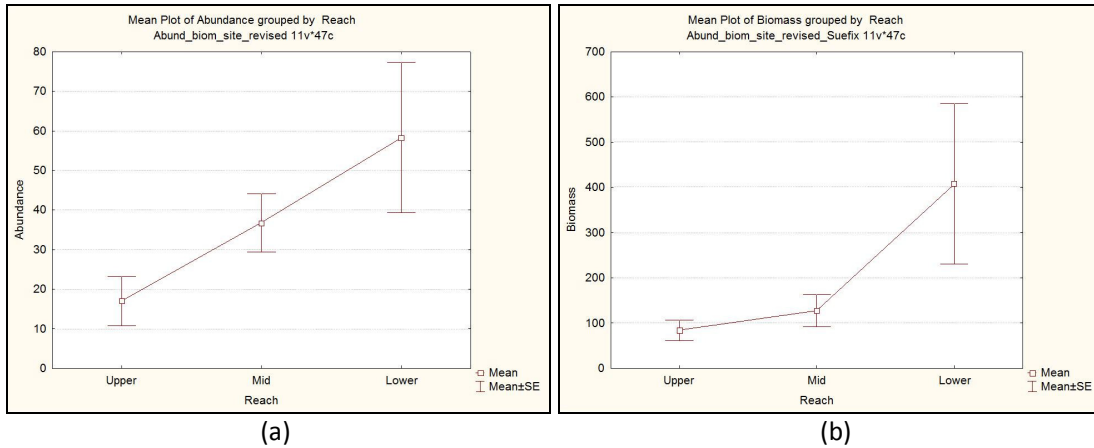 Mean Plot of Abundance grouped by Reach
Abund_biom_site_revised 11v*47c
80
70
60
50
40
30
20
10
0
Abundance
Upper
Mid
Lower
Reach
Mean
Mean±SE
(a)
Mean Plot of Biomass grouped by Reach
Abund_biom_site_revised_Suefix 11v*47c
700
600
500
400
300
200
100
0
Biomass
Upper
Mid
Lower
Reach
Mean
Mean±SE
(b)